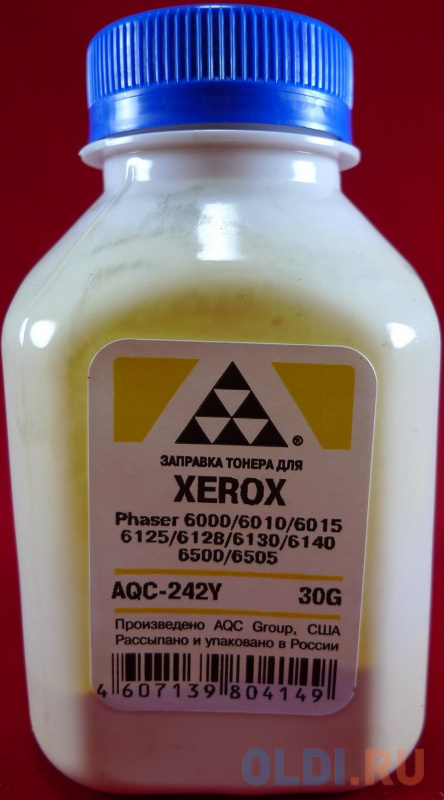 ®
ЗАПРАВКА ТОНЕРА ДЛЯ
XEROX
Phaser 6000/6010/6015
6125/6128/6130/6140
6500/6505
AQC-242Y 30G
Произведено AQC Group, США
Рассыпано и упаковано в России
4 607139 804149
OLDI.RU